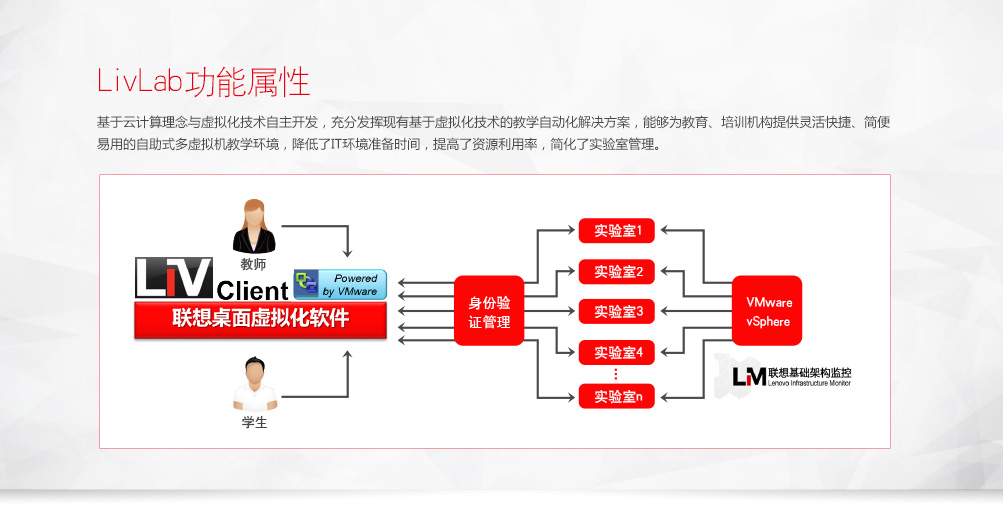 LivLab功能属性
基于云计算理念与虚拟化技术自主开发，充分发挥现有基于虚拟化技术的教学自动化解决方案，能够为教育、培训机构提供灵活快捷、简便
易用的自助式多虚拟机教学环境，降低了IT环境准备时间，提高了资源利用率，简化了实验室管理。
教师
LiV Client
Powered
by VMware
联想桌面虚拟化软件
学生
身份验
证管理
实验室1
实验室2
实验室3
实验室4
实验室n
VMware
vSphere
LiM 联想基础架构监控
Lenovo Infrastructure Monitor